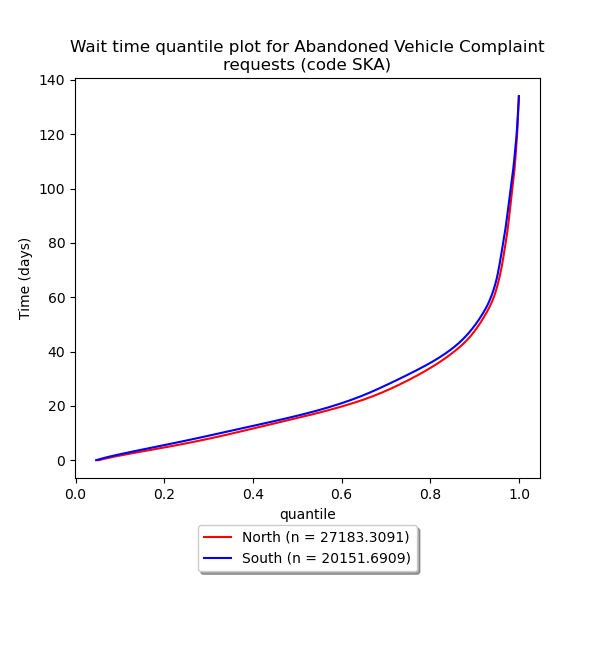 Wait time quantile plot for Abandoned Vehicle Complaint
requests (code SKA)
140
120
100
80
60
40
20
0
Time (days)
0.0 0.2 0.4 0.6 0.8 1.0
quantile
North (n = 27183.3091)
South (n = 20151.6909)